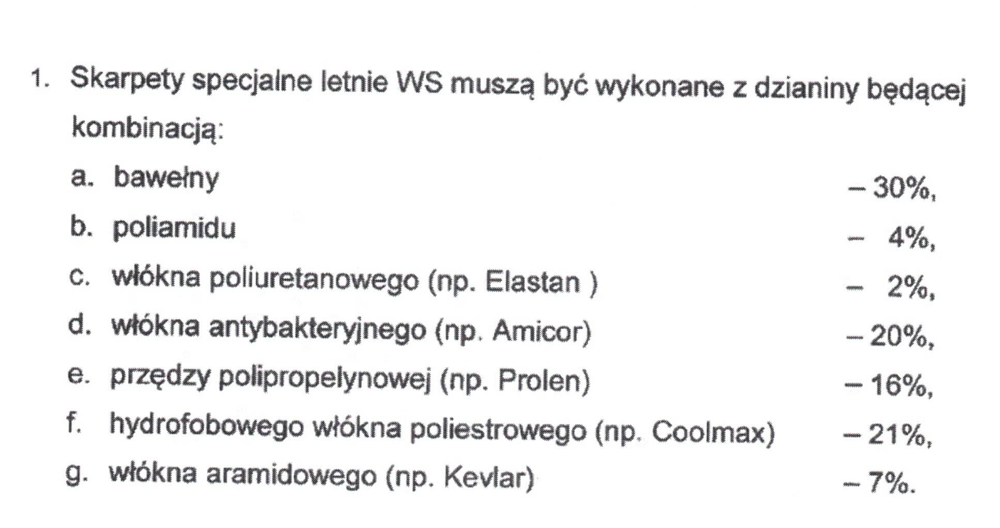 1. Skarpety specjalne letnie WS muszą być wykonane z dzianiny będącej
kombinacją:
a. bawełny – 30%,
b. poliamidu – 4%,
c. włókna poliuretanowego (np. Elastan ) – 2%,
d. włókna antybakteryjnego (np. Amicor) – 20%,
e. przędzy polipropelynowej (np. Prolen) – 16%,
f. hydrofobowego włókna poliestrowego (np. Coolmax) – 21%,
g. włókna aramidowego (np. Kevlar) – 7%.